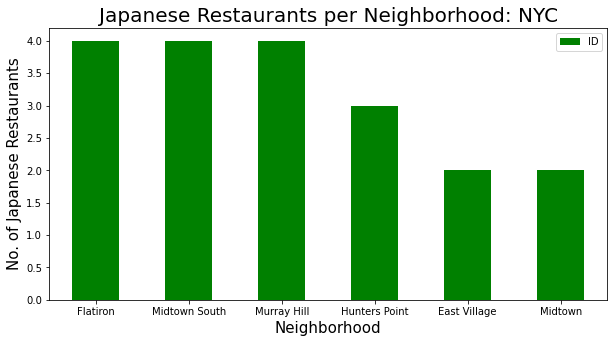 Japanese Restaurants per Neighborhood: NYC
ID
No. of Japanese Restaurants
4.0
3.5
3.0
2.5
2.0
1.5
1.0
0.5
0.0
Flatiron Midtown South Murray Hill Hunters Point East Village Midtown
Neighborhood